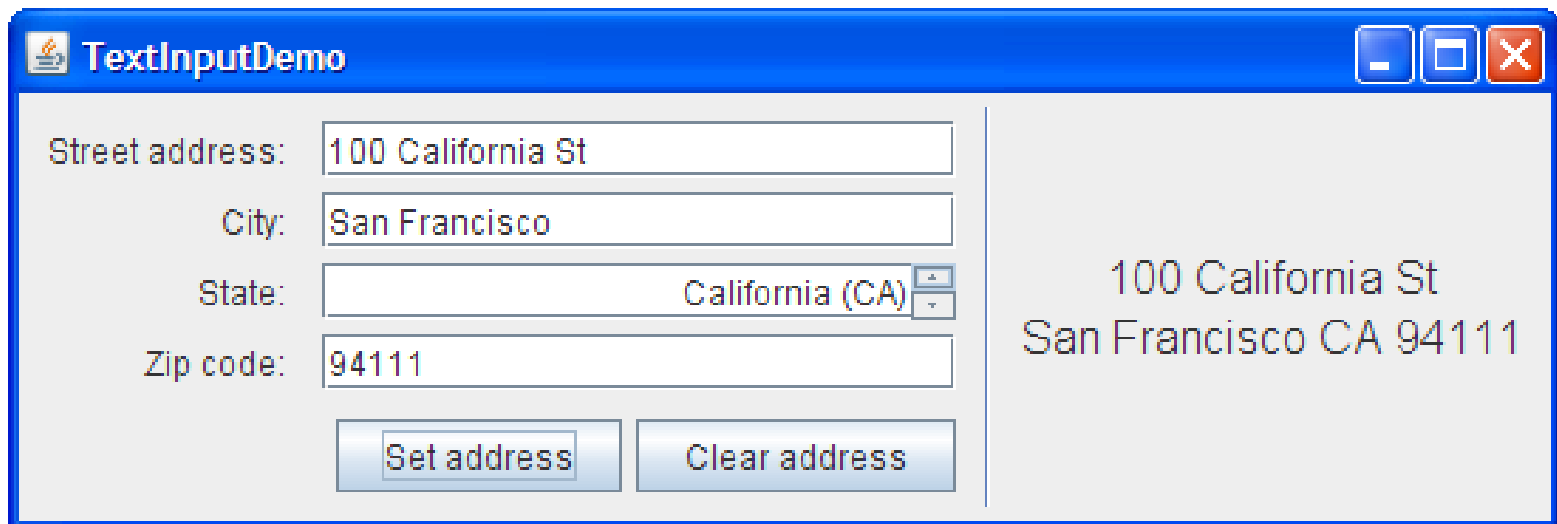 TextInputDemo
Street address: 100 California St
City: San Francisco
State: California (CA)
Zip code: 94111
Set address Clear address
100 California St
San Francisco CA 94111